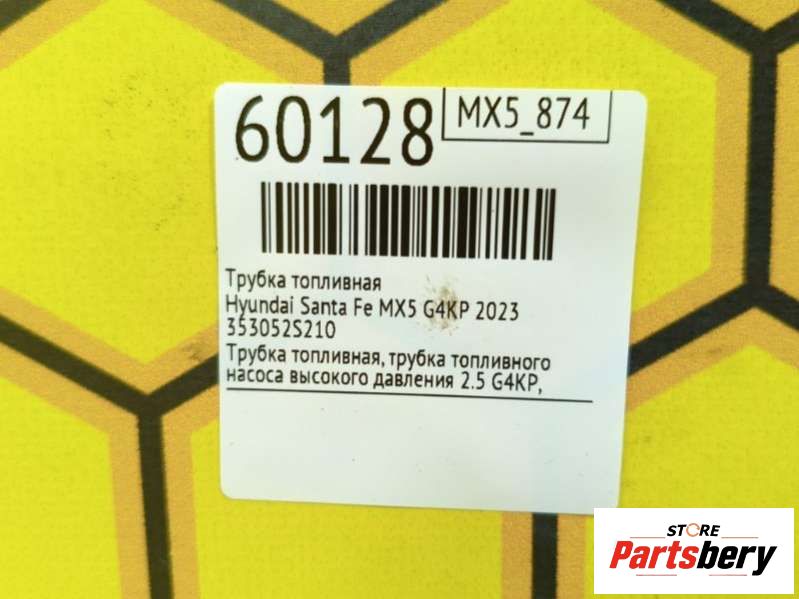 60128
MX5_874
Трубка топливная
Hyundai Santa Fe MX5 G4KP 2023
353052S210
Трубка топливная, трубка топливного
насоса высокого давления 2.5 G4KP,
STORE
Partsbery